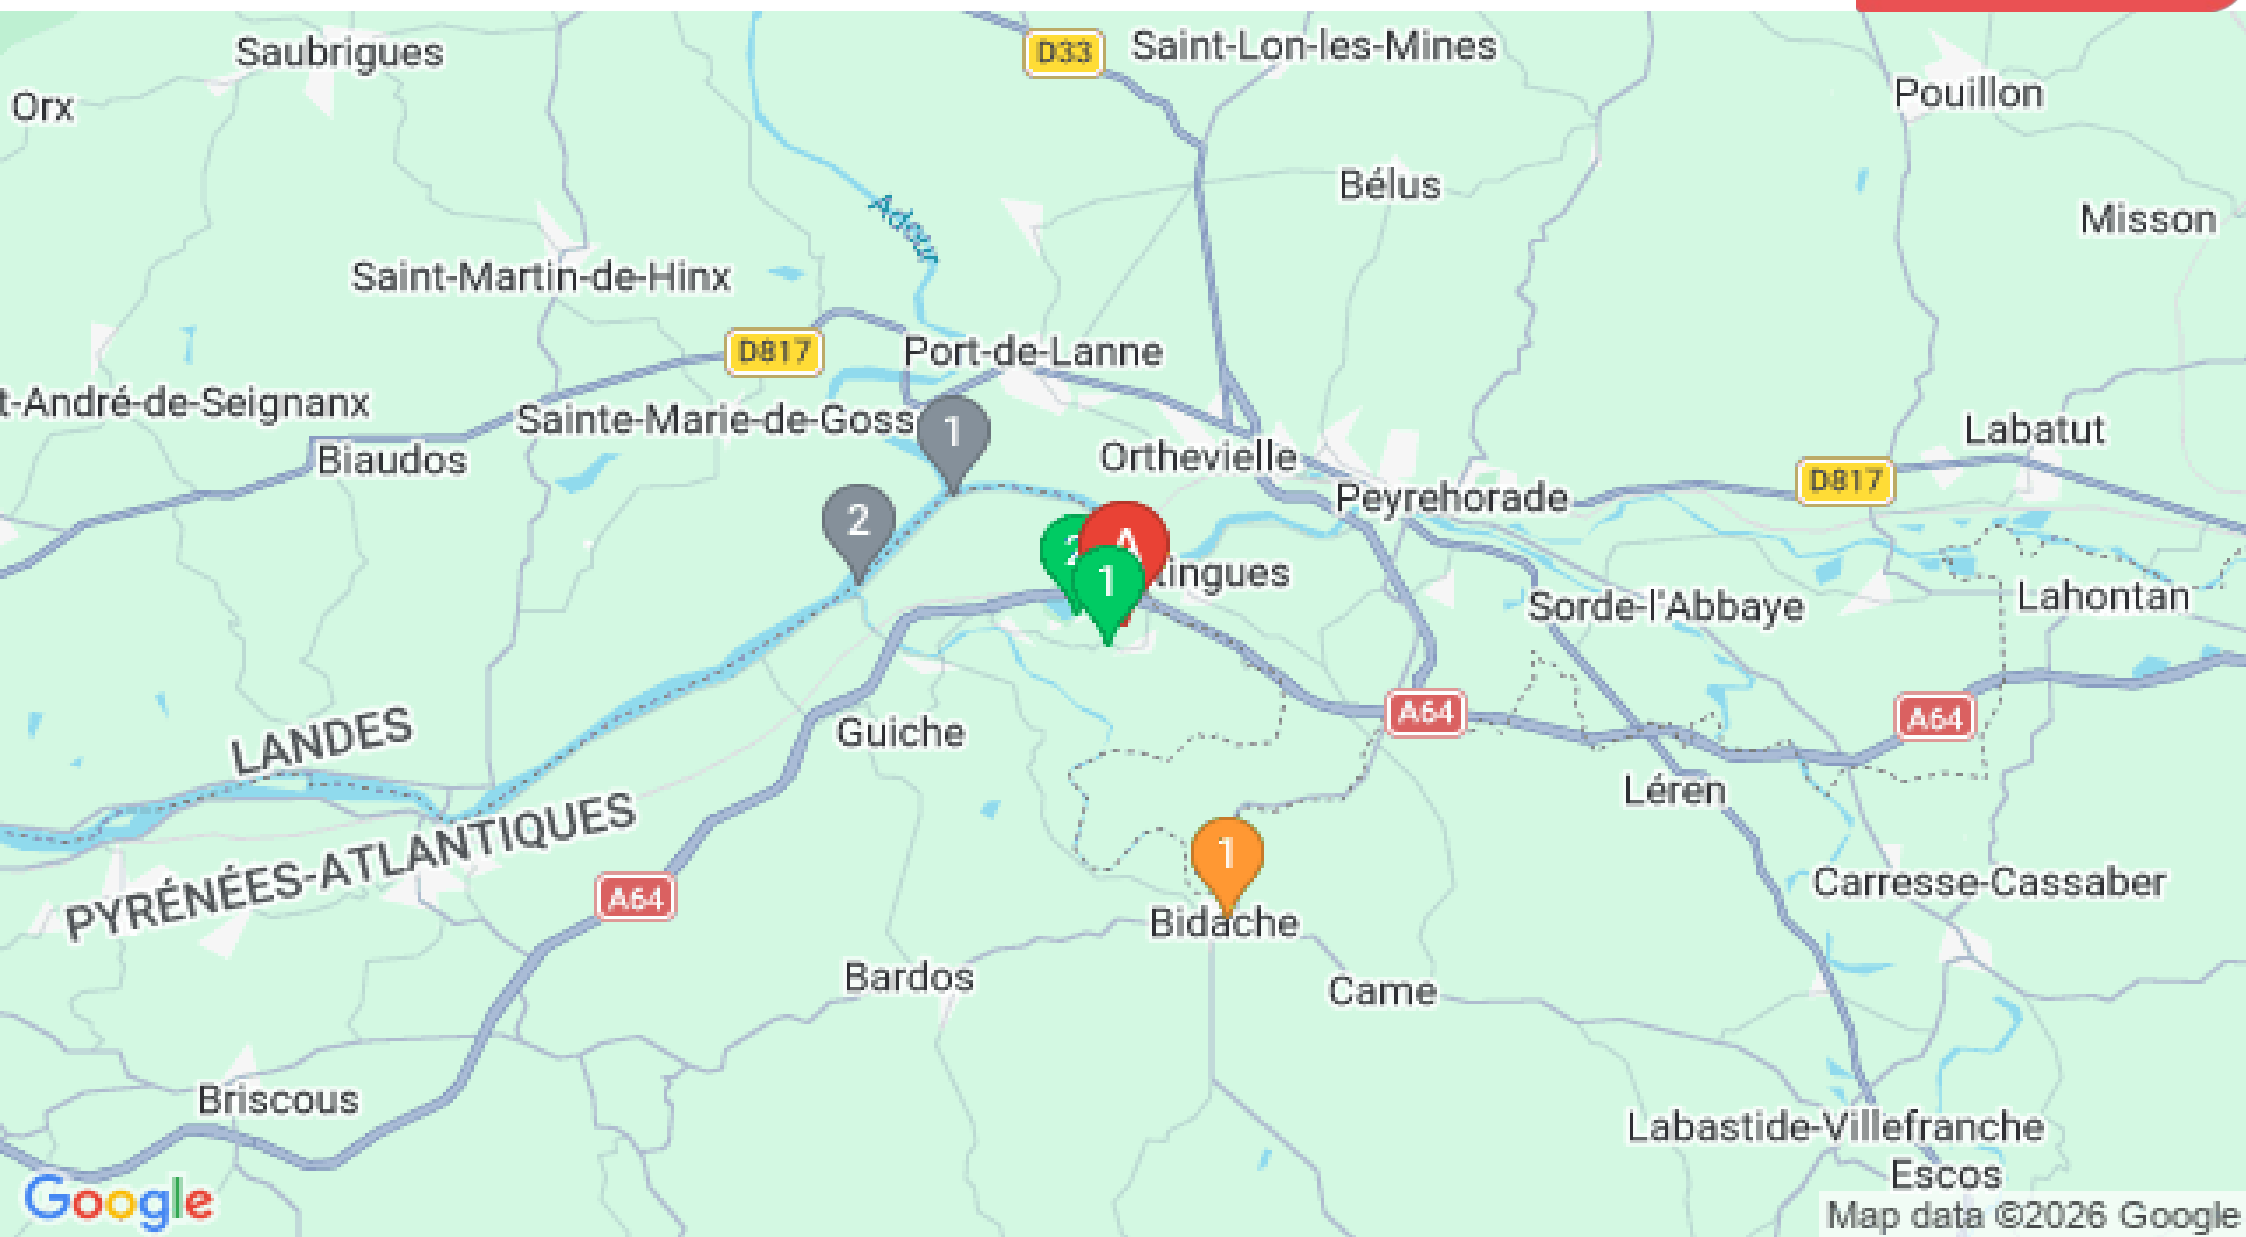 D33
Saint-Lon-les-Mines
Saubrigues
Orx
Pouillon
Bélus
Misson
Adour
Saint-Martin-de-Hinx
D817
Port-de-Lanne
t-André-de-Seignanx
Sainte-Marie-de-Goss
1
Labatut
Biaudos
Orthevielle
D817
Peyrehorade
2
2
A
1
tingues
Sorde-l'Abbaye
Lahontan
A64
A64
Guiche
LANDES
Léren
PYRÉNÉES-ATLANTIQUES
1
A64
Carresse-Cassaber
Bidache
Bardos
Came
Briscous
Labastide-Villefranche
Escos
Google
Map data ©2026 Google